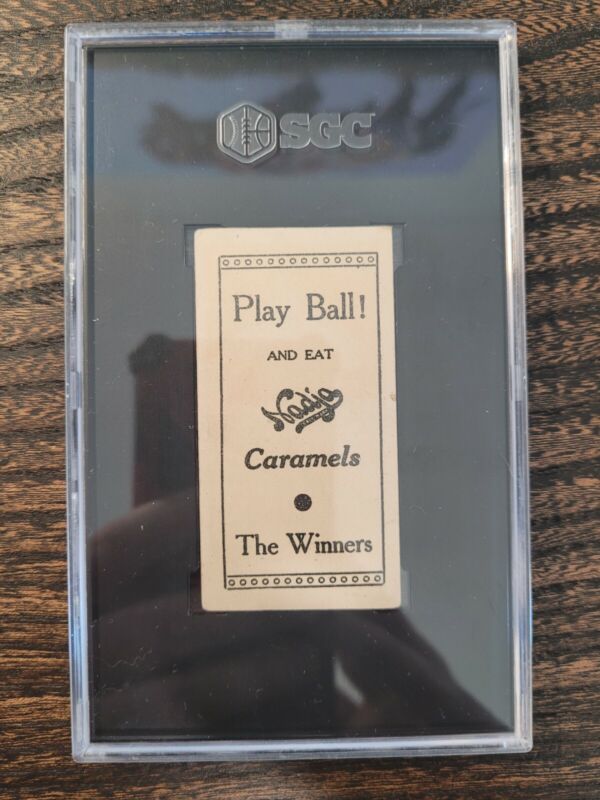 SGC
Play Ball!
AND EAT
Nadja
Caramels
The Winners